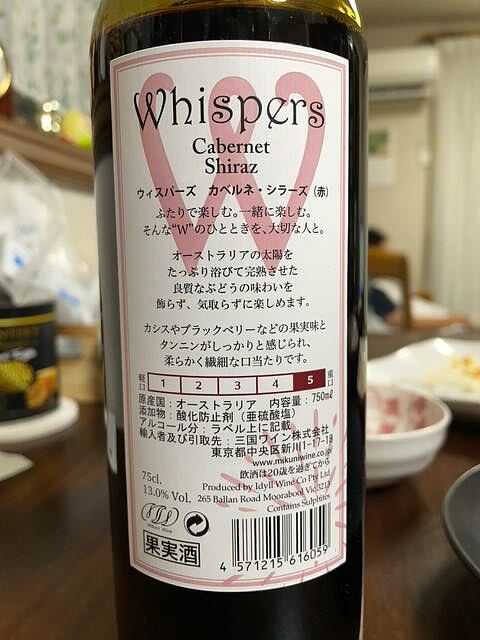 Whispers
Cabernet
Shiraz
ウィスパーズ カベルネ・シラーズ (赤)
ふたりで楽しむ。一緒に楽しむ。
そんな“W”のひとときを、大切な人と。
オーストラリアの太陽を
たっぷり浴びて完熟させた
良質なぶどうの味わいを
飾らず、気取らずに楽しめます。
カシスやブラックベリーなどの果実味と
タンニンがしっかりと感じられ、
柔らかく繊細な口当たりです。
軽口 1 2 3 4 5 重口
原産国：オーストラリア 内容量：750mℓ
添加物：酸化防止剤（亜硫酸塩）
アルコール分：ラベル上に記載
輸入者及び引取先：三国ワイン株式会社
東京都中央区新川1-17-18
www.mikuniwine.co.jp
飲酒は20歳を過ぎてから
75cl. Produced by Idyll Wine Co Pty Ltd
13.0% Vol. 265 Ballan Road Moorabool Vic 3213
Contains Sulphites
果実酒
4 571215 616059